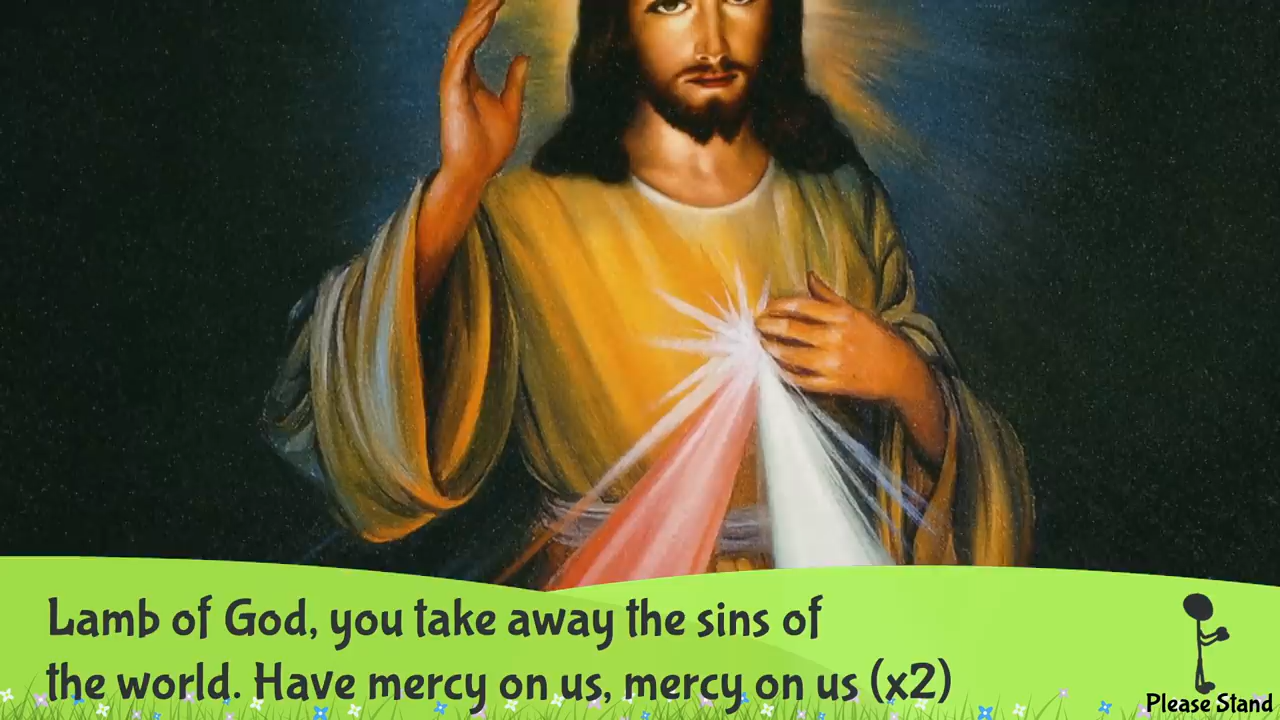 Lamb of God, you take away the sins of
the world. Have mercy on us, mercy on us (x2)
Please Stand